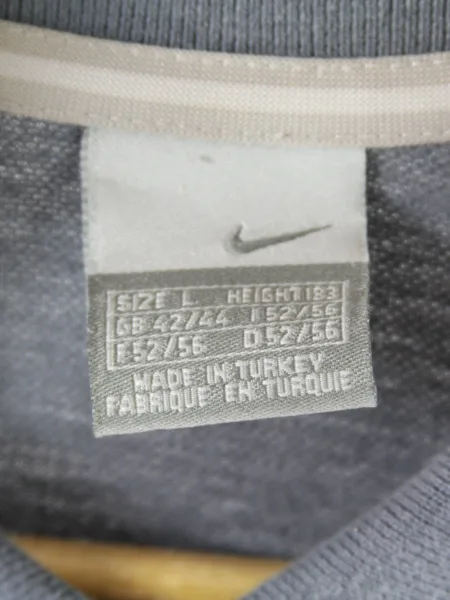 SIZE L HEIGHT 183
GB 42/44 I 52/56
F 52/56 D 52/56
MADE IN TURKEY
FABRIQUE EN TURQUIE